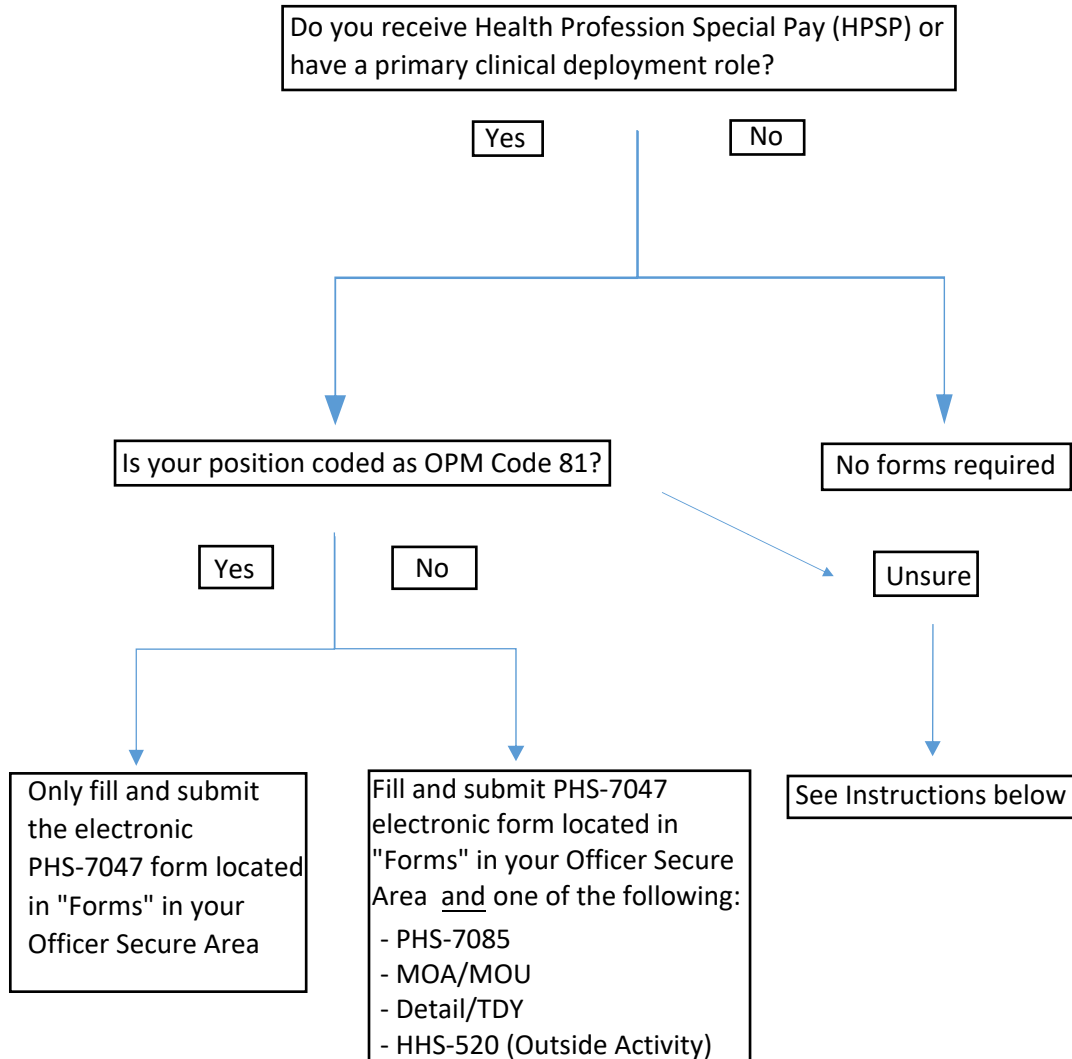 Do you receive Health Profession Special Pay (HPSP) or
have a primary clinical deployment role?
Yes
No
Is your position coded as OPM Code 81?
No forms required
Yes
No
Unsure
Only fill and submit
the electronic
PHS-7047 form located
in "Forms" in your
Officer Secure Area
Fill and submit PHS-7047
electronic form located in
"Forms" in your Officer Secure
Area and one of the following:
- PHS-7085
- MOA/MOU
- Detail/TDY
- HHS-520 (Outside Activity)
See Instructions below